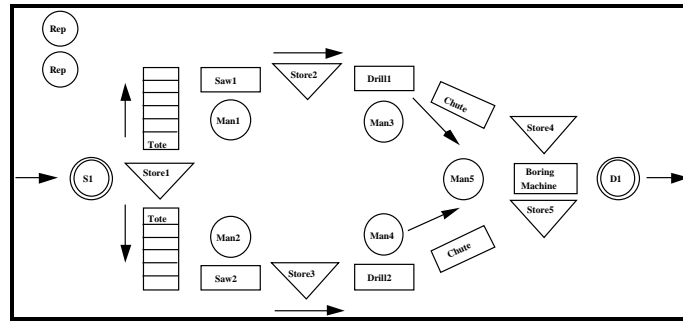 Rep
Rep
Saw1
Store2
Drill1
Chute
Man1
Man3
Store4
Tote
S1
Store1
Man5
Boring
Machine
D1
Tote
Store5
Man2
Man4
Chute
Saw2
Store3
Drill2